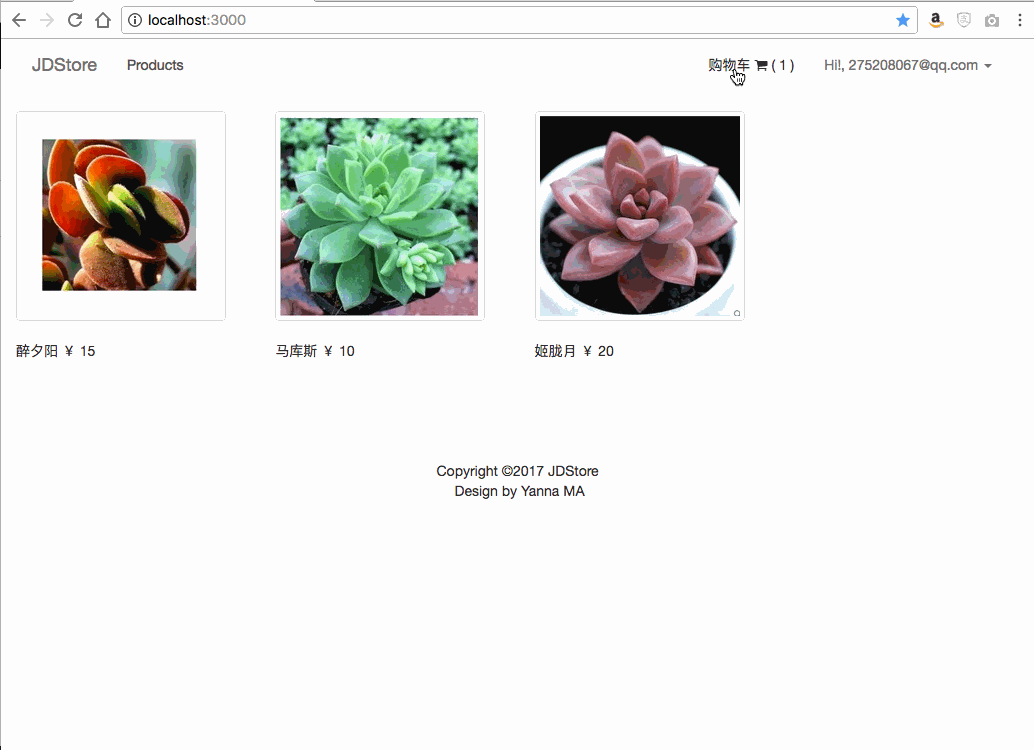 localhost:3000
JDStore Products 购物车 ( 1 ) Hi!, 275208067@qq.com
醉夕阳 ¥ 15 马库斯 ¥ 10 姬胧月 ¥ 20
Copyright ©2017 JDStore
Design by Yanna MA